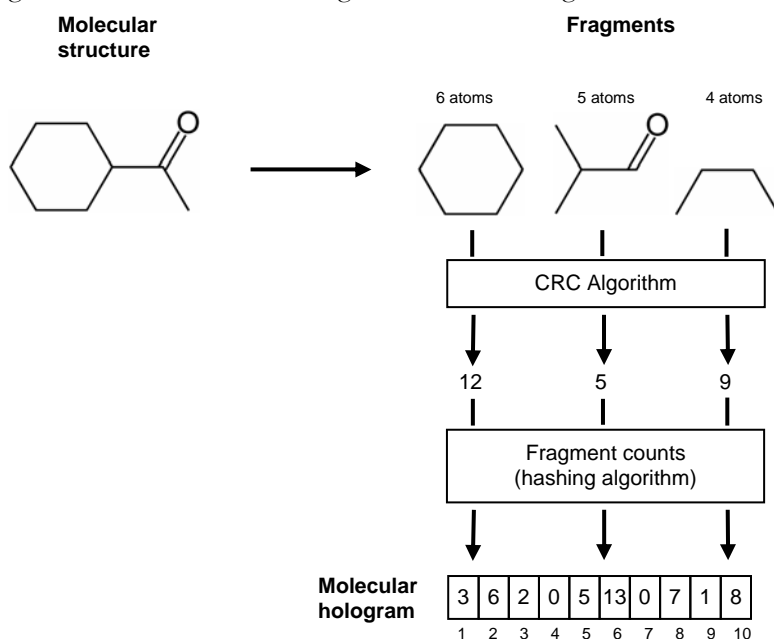 Molecular
structure
Fragments
6 atoms
5 atoms
4 atoms
O
O
CRC Algorithm
12
5
9
Fragment counts
(hashing algorithm)
Molecular
hologram
3 6 2 0 5 13 0 7 1 8
1 2 3 4 5 6 7 8 9 10